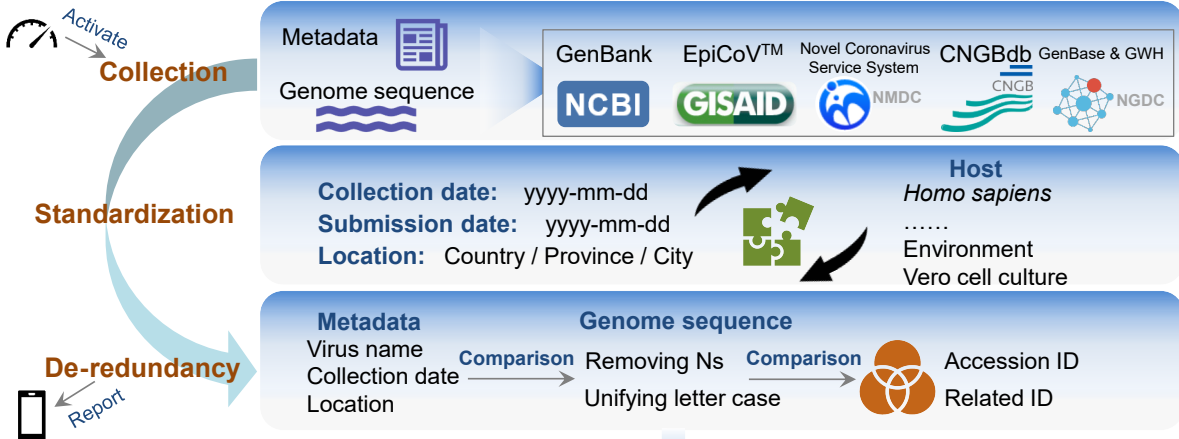 Activate
Collection
Metadata
Genome sequence
GenBank
NCBI
EpiCoV™
GISAID
Novel Coronavirus
Service System
NMDC
CNGBdb
CNGB
GenBase & GWH
NGDC
Standardization
Collection date: yyyy-mm-dd
Submission date: yyyy-mm-dd
Location: Country / Province / City
Host
Homo sapiens
......
Environment
Vero cell culture
De-redundancy
Report
Metadata
Virus name
Collection date
Location
Comparison
Genome sequence
Removing Ns
Unifying letter case
Comparison
Accession ID
Related ID